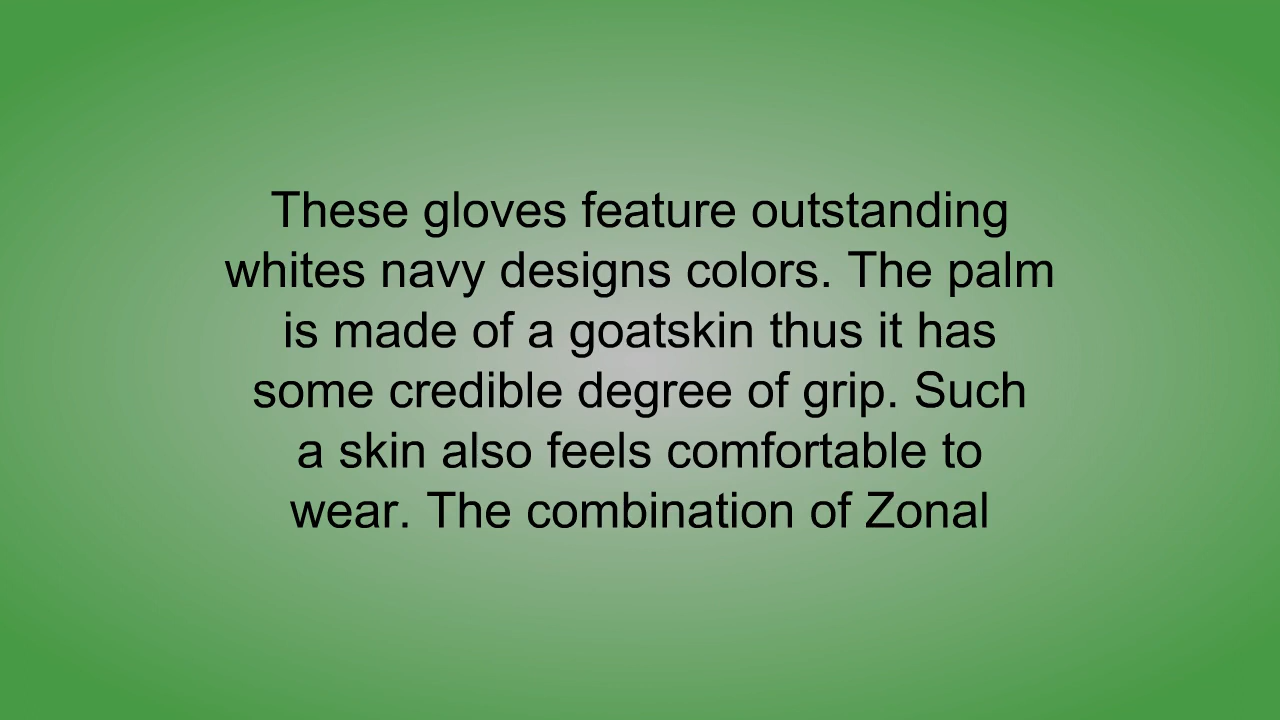 These gloves feature outstanding
whites navy designs colors. The palm
is made of a goatskin thus it has
some credible degree of grip. Such
a skin also feels comfortable to
wear. The combination of Zonal